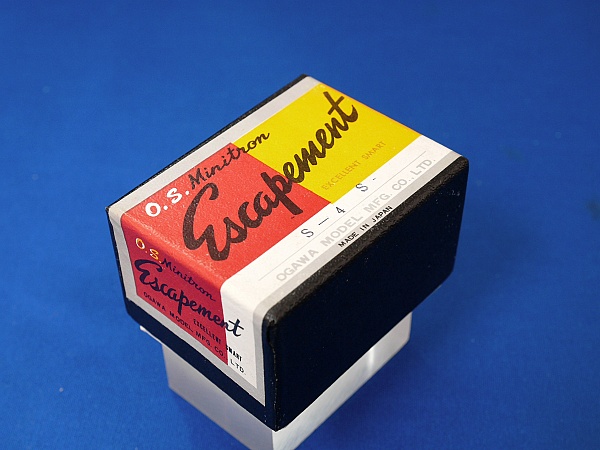 O.S. Minitron
Escapement
EXCELLENT SMART
S-4 S-
OGAWA MODEL MFG. CO., LTD.
MADE IN JAPAN
O.S. Minitron
Escapement
EXCELLENT SMART
OGAWA MODEL MFG. CO., LTD.